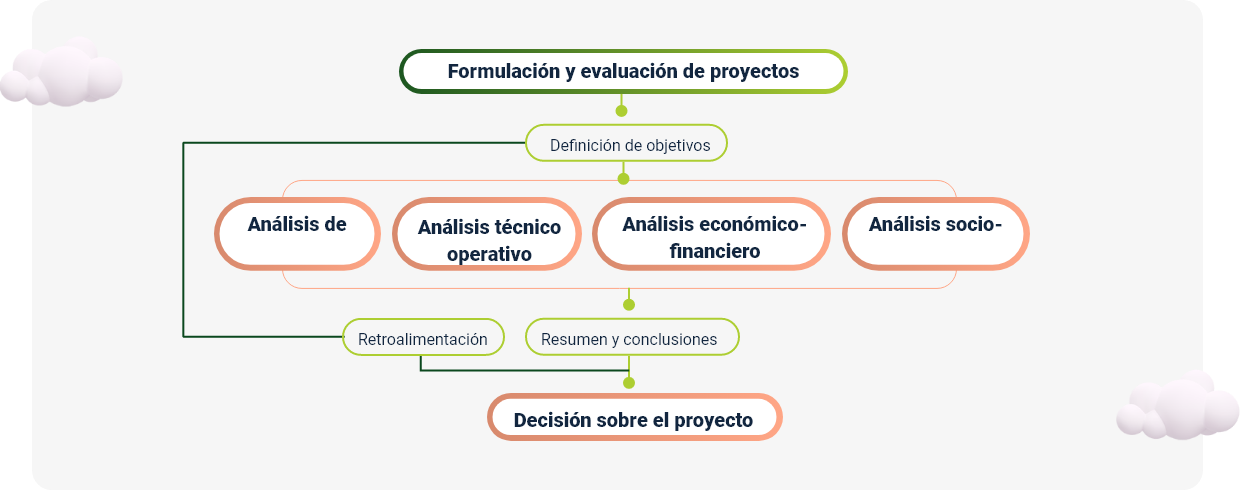 Formulación y evaluación de proyectos
Definición de objetivos
Análisis de
Análisis técnico
operativo
Análisis económico-
financiero
Análisis socio-
Retroalimentación
Resumen y conclusiones
Decisión sobre el proyecto